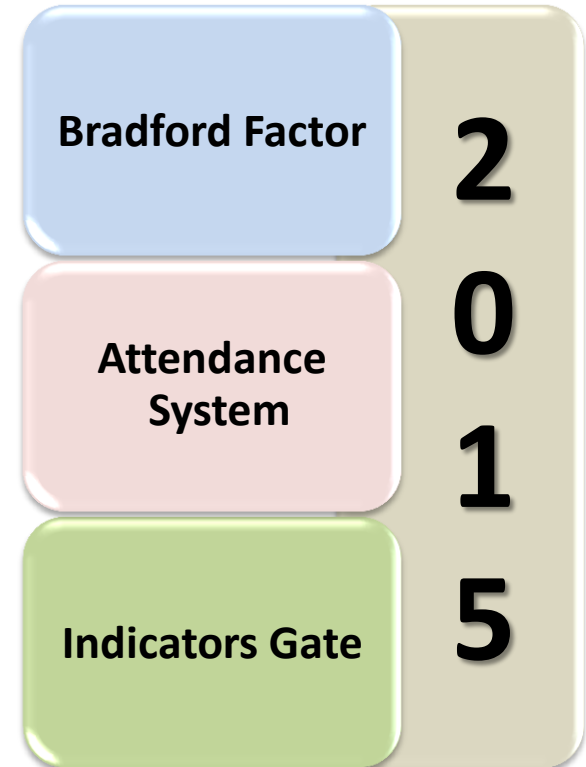 Bradford Factor
Attendance
System
Indicators Gate
2
0
1
5